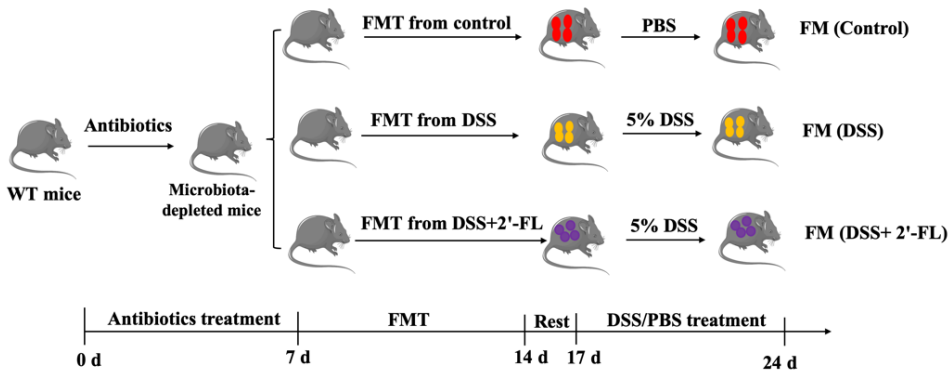 FMT from control
PBS
FM (Control)
Antibiotics
FMT from DSS
5% DSS
FM (DSS)
WT mice
Microbiota-
depleted mice
FMT from DSS+2'-FL
5% DSS
FM (DSS+ 2'-FL)
Antibiotics treatment
FMT
Rest
DSS/PBS treatment
0 d
7 d
14 d
17 d
24 d